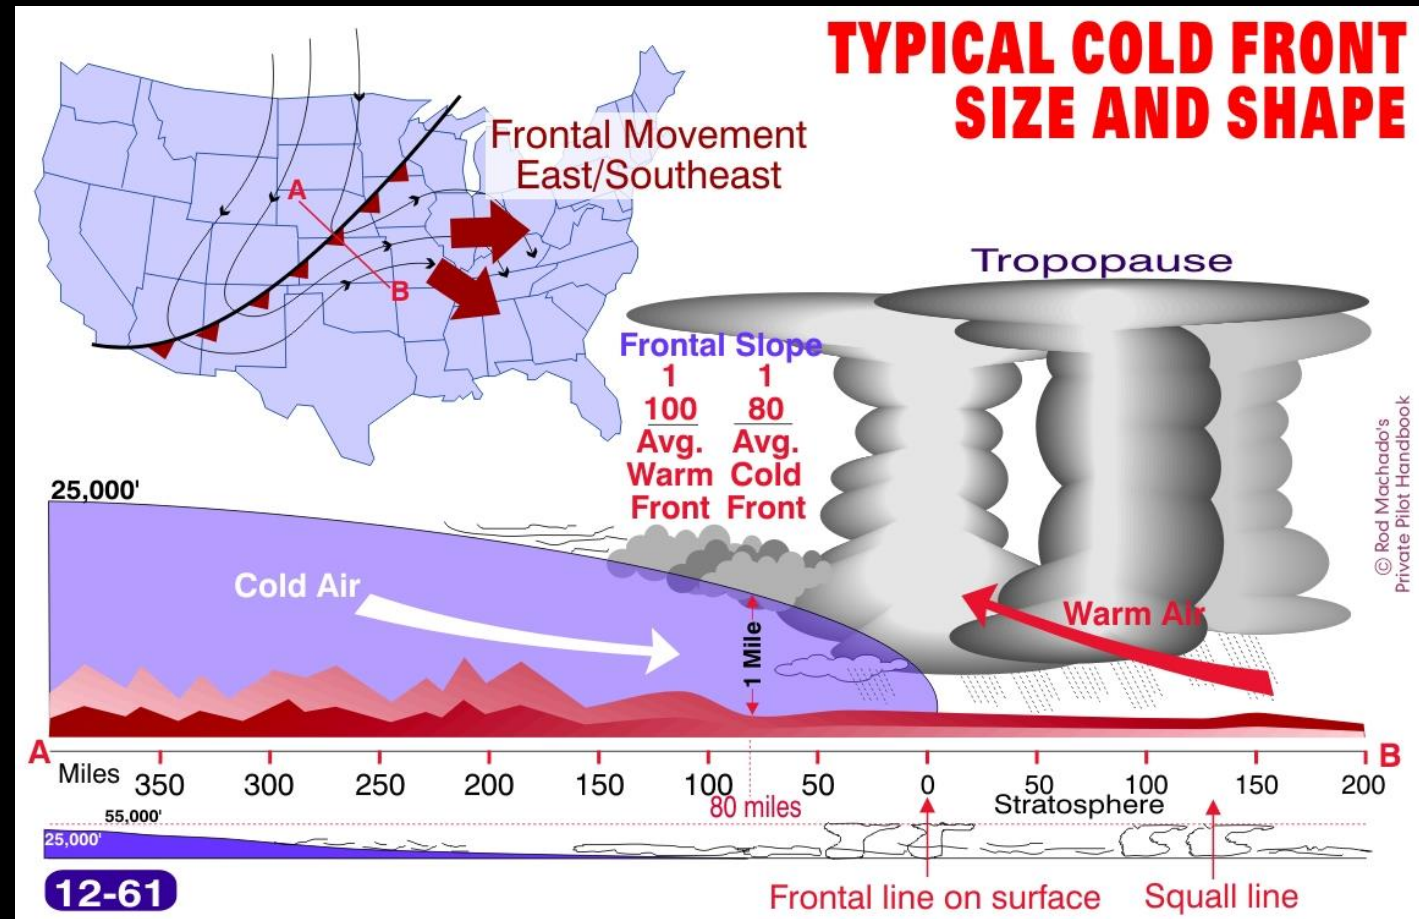 TYPICAL COLD FRONT
SIZE AND SHAPE
Frontal Movement
East/Southeast
A
B
Tropopause
Frontal Slope
1 1
100 80
Avg. Avg.
Warm Cold
Front Front
© Rod Machado's
Private Pilot Handbook
25,000'
Cold Air
1 Mile
Warm Air
A B
Miles 350 300 250 200 150 100 50 0 50 100 150 200
80 miles
Stratosphere
55,000'
25,000'
12-61
Frontal line on surface
Squall line